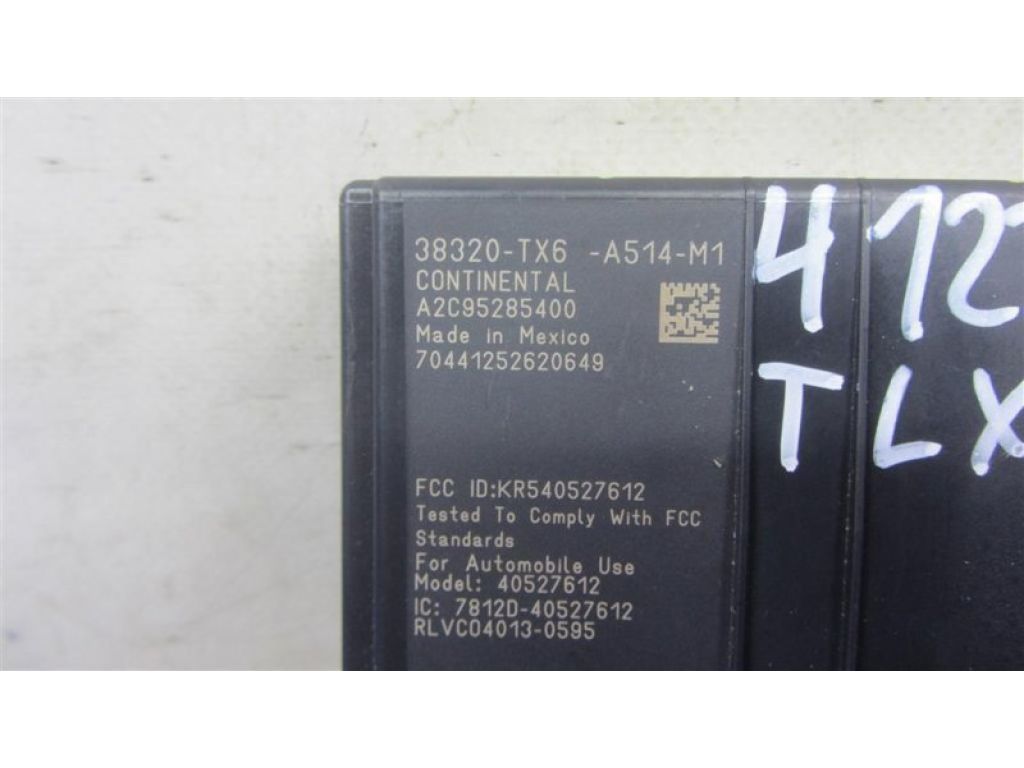 38320-TX6 -A514-M1
CONTINENTAL
A2C95285400
Made in Mexico
70441252620649
FCC ID:KR540527612
Tested To Comply With FCC
Standards
For Automobile Use
Model: 40527612
IC: 7812D-40527612
RLVC04013-0595
TLX